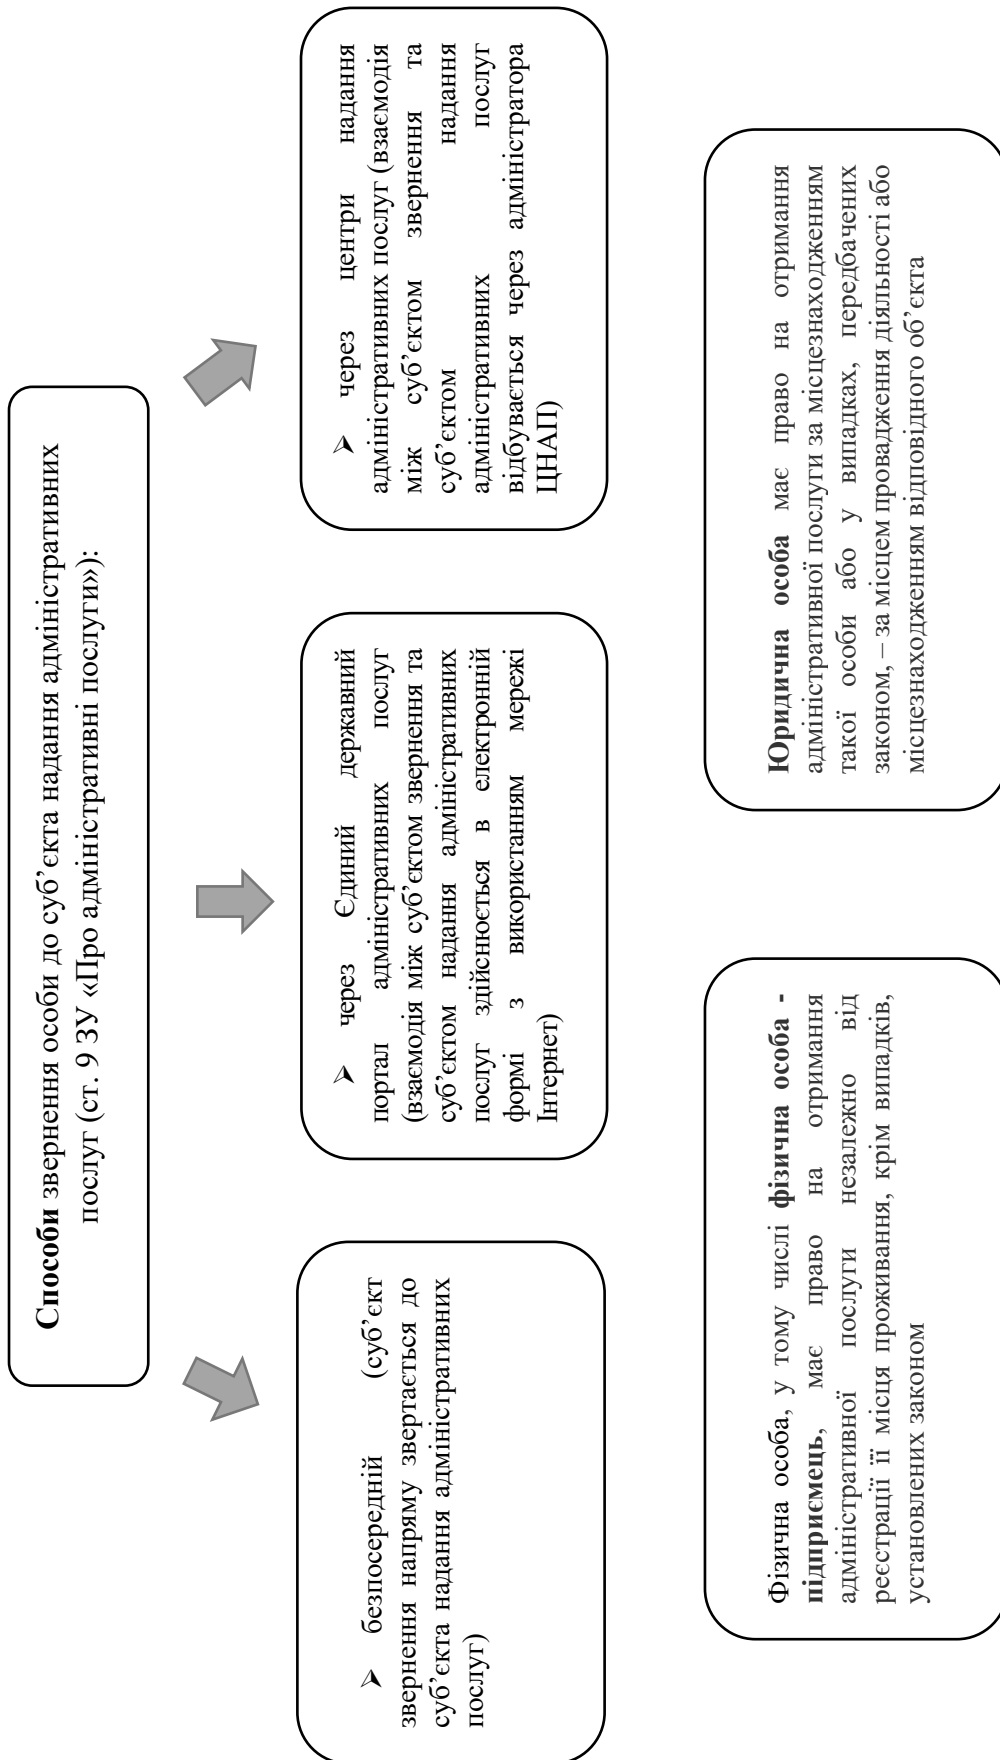 Способи звернення особи до суб’єкта надання адміністративних
послуг (ст. 9 ЗУ «Про адміністративні послуги»):
➢ безпосередній (суб’єкт
звернення напряму звертається до
суб’єкта надання адміністративних
послуг)
➢ через Єдиний державний
портал адміністративних послуг
(взаємодія між суб’єктом звернення та
суб’єктом надання адміністративних
послуг здійснюється в електронній
формі з використанням мережі
Інтернет)
➢ через центри надання
адміністративних послуг (взаємодія
між суб’єктом звернення та
суб’єктом надання
адміністративних послуг
відбувається через адміністратора
ЦНАП)
Фізична особа, у тому числі фізична особа -
підприємець, має право на отримання
адміністративної послуги незалежно від
реєстрації її місця проживання, крім випадків,
установлених законом
Юридична особа має право на отримання
адміністративної послуги за місцезнаходженням
такої особи або у випадках, передбачених
законом, – за місцем провадження діяльності або
місцезнаходженням відповідного об’єкта